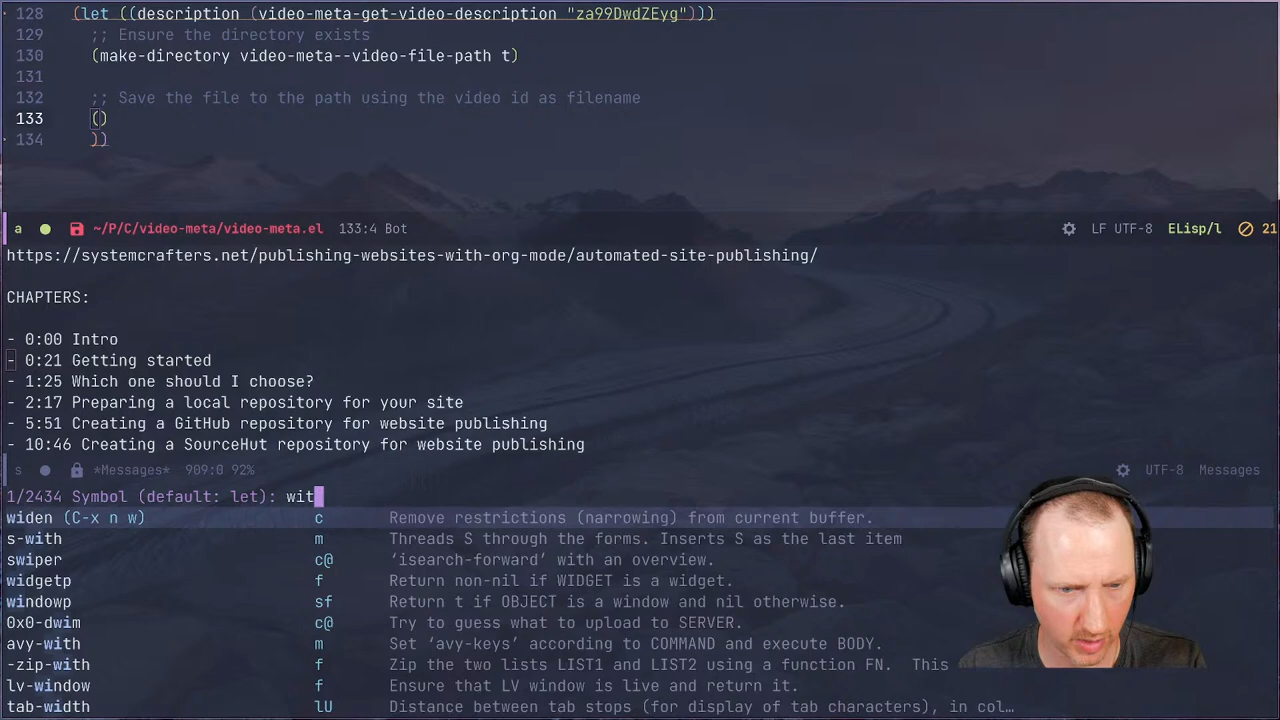 128 (let ((description (video-meta-get-video-description "za99DwdZEyg")))
129 ;; Ensure the directory exists
130 (make-directory video-meta--video-file-path t)
131
132 ;; Save the file to the path using the video id as filename
133 ()
134 ))
a ~/P/C/video-meta/video-meta.el 133:4 Bot LF UTF-8 ELisp/l 21
https://systemcrafters.net/publishing-websites-with-org-mode/automated-site-publishing/
CHAPTERS:
- 0:00 Intro
- 0:21 Getting started
- 1:25 Which one should I choose?
- 2:17 Preparing a local repository for your site
- 5:51 Creating a GitHub repository for website publishing
- 10:46 Creating a SourceHut repository for website publishing
s *Messages* 909:0 92% UTF-8 Messages
1/2434 Symbol (default: let): wit
widen (C-x n w) c Remove restrictions (narrowing) from current buffer.
s-with m Threads S through the forms. Inserts S as the last item
swiper c@ ‘isearch-forward’ with an overview.
widgetp f Return non-nil if WIDGET is a widget.
windowp sf Return t if OBJECT is a window and nil otherwise.
0x0-dwim c@ Try to guess what to upload to SERVER.
avy-with m Set ‘avy-keys’ according to COMMAND and execute BODY.
-zip-with f Zip the two lists LIST1 and LIST2 using a function FN. This
lv-window f Ensure that LV window is live and return it.
tab-width lU Distance between tab stops (for display of tab characters), in col…